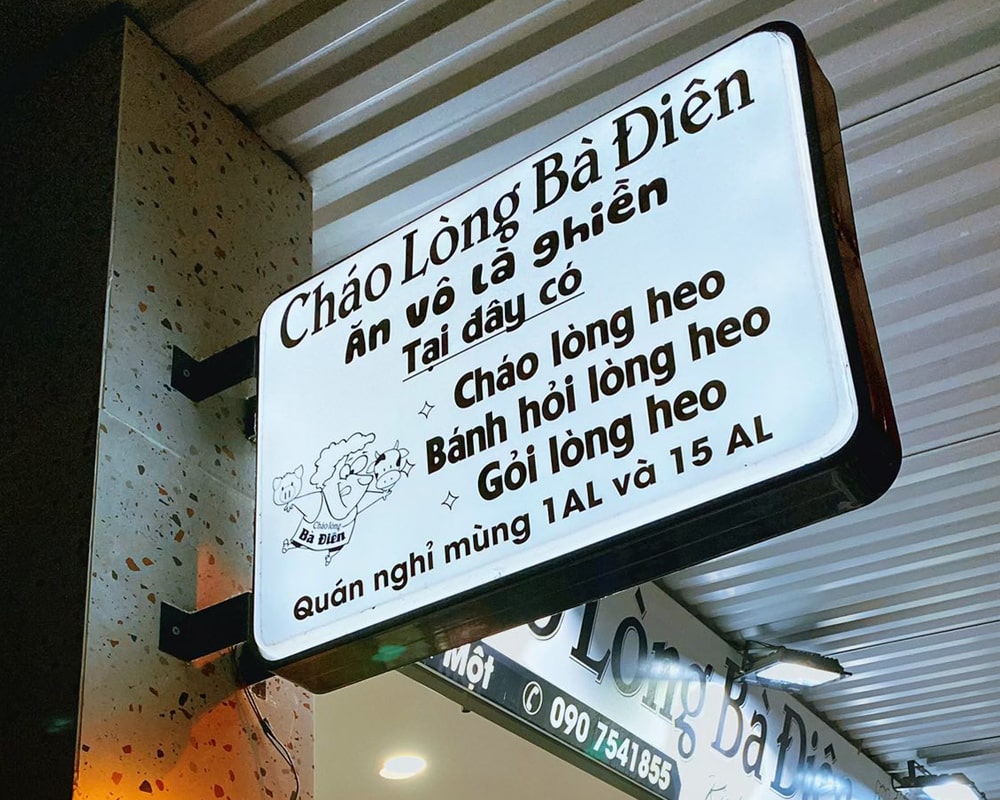 Cháo Lòng Bà Điên
Ăn vô là ghiền
Tại đây có
Cháo lòng heo
Bánh hỏi lòng heo
Gỏi lòng heo
Quán nghỉ mùng 1AL và 15 AL
Cháo lòng
Bà Điên
Lòng Bà Điên
Một
090 7541855